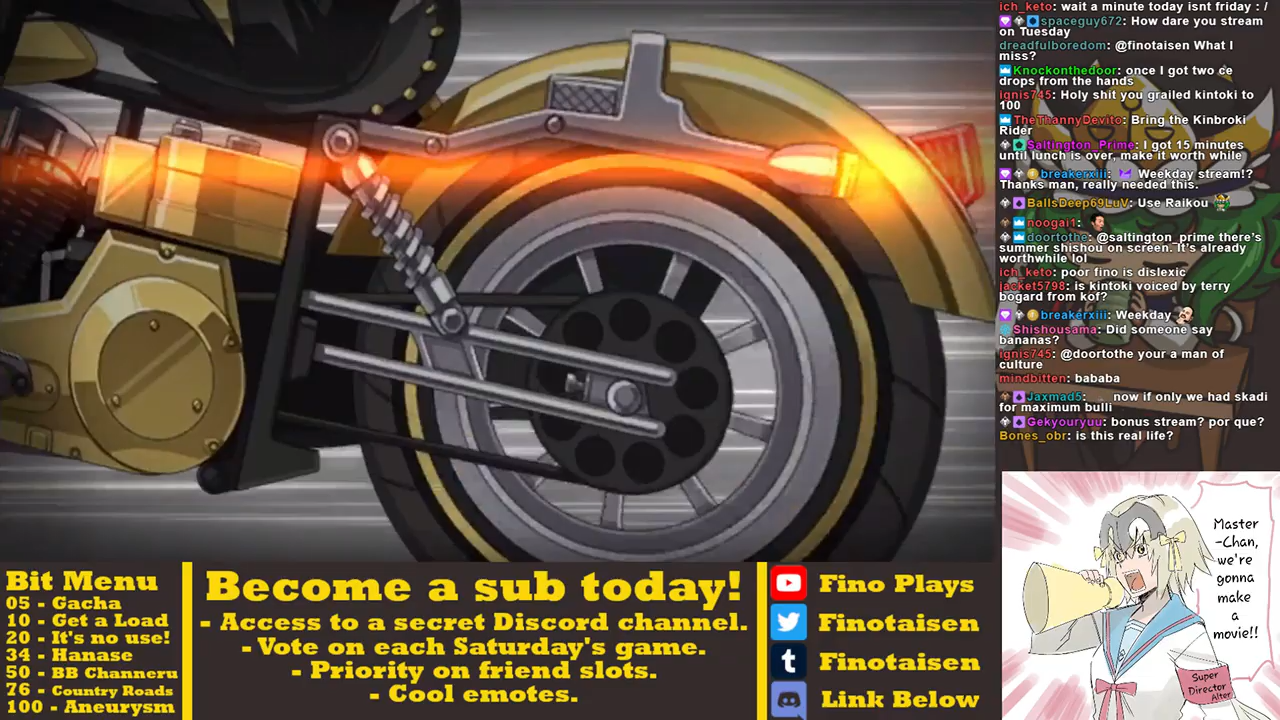 ich_keto: wait a minute today isnt friday : /
spaceguy672: How dare you stream
on Tuesday
dreadfulboredom: @finotaisen What I
miss?
Knockonthedoor: once I got two ce
drops from the hands
ignis745: Holy shit you grailed kintoki to
100
TheThannyDevito: Bring the Kinbroki
Rider
Saltington_Prime: I got 15 minutes
until lunch is over, make it worth while
breakerxiii: Weekday stream!?
Thanks man, really needed this.
BallsDeep69LuV: Use Raikou
noogai1:
doortothe: @saltington_prime there's
summer shishou on screen. It's already
worthwhile lol
ich_keto: poor fino is dislexic
jacket5798: is kintoki voiced by terry
bogard from kof?
breakerxiii: Weekday
Shishousama: Did someone say
bananas?
ignis745: @doortothe your a man of
culture
mindbitten: bababa
Jaxmad5: now if only we had skadi
for maximum bulli
Gekyouryuu: bonus stream? por que?
Bones_obr: is this real life?
Master
-Chan,
we're
gonna
make
a
movie!!
Super
Director
Alter
Bit Menu
05 - Gacha
10 - Get a Load
20 - It's no use!
34 - Hanase
50 - BB Channeru
76 - Country Roads
100 - Aneurysm
Become a sub today!
- Access to a secret Discord channel.
- Vote on each Saturday's game.
- Priority on friend slots.
- Cool emotes.
Fino Plays
Finotaisen
t Finotaisen
Link Below